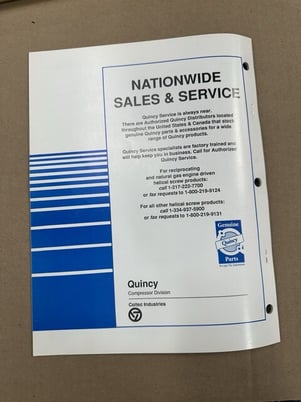 NATIONWIDE
SALES & SERVICE
Quincy Service is always near.
There are Authorized Quincy Distributors located
throughout the United States & Canada that stock
genuine Quincy parts & accessories for a wide
range of Quincy products.
Quincy Service specialists are factory trained and
will help keep you in business. Call for Authorized
Quincy Service.
For reciprocating
and natural gas engine driven
helical screw products:
call 1-217-222-7700
or fax requests to 1-800-219-9124
For all other helical screw products:
call 1-334-937-5900
or fax requests to 1-800-219-9131
Genuine
Quincy
Parts
Quincy
Compressor Division
Coltec Industries